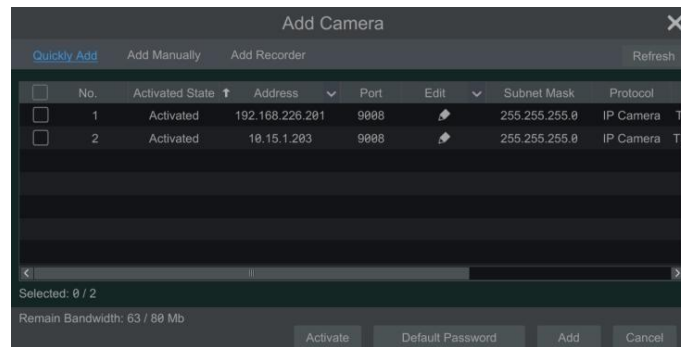 Add Camera
Quickly Add Add Manually Add Recorder Refresh
No. Activated State Address Port Edit Subnet Mask Protocol
1 Activated 192.168.226.201 9008 255.255.255.0 IP Camera T
2 Activated 10.15.1.203 9008 255.255.255.0 IP Camera T
Selected: 0 / 2
Remain Bandwidth: 63 / 80 Mb
Activate Default Password Add Cancel